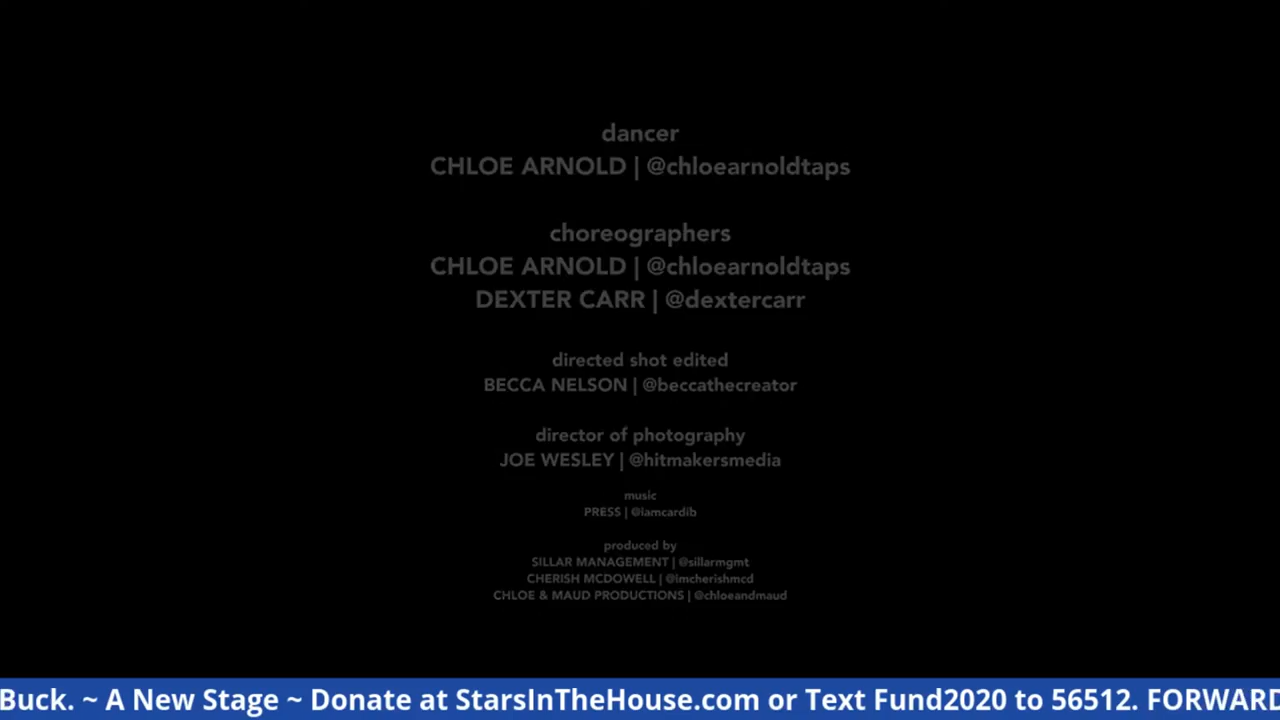 dancer
CHLOE ARNOLD | @chloearnoldtaps
choreographers
CHLOE ARNOLD | @chloearnoldtaps
DEXTER CARR | @dextercarr
directed shot edited
BECCA NELSON | @beccathecreator
director of photography
JOE WESLEY | @hitmakersmedia
music
PRESS | @iamcardib
produced by
SILLAR MANAGEMENT | @sillarmgmt
CHERISH MCDOWELL | @imcherishmcd
CHLOE & MAUD PRODUCTIONS | @chloeandmaud
Buck. ~ A New Stage ~ Donate at StarsInTheHouse.com or Text Fund2020 to 56512. FORWARD